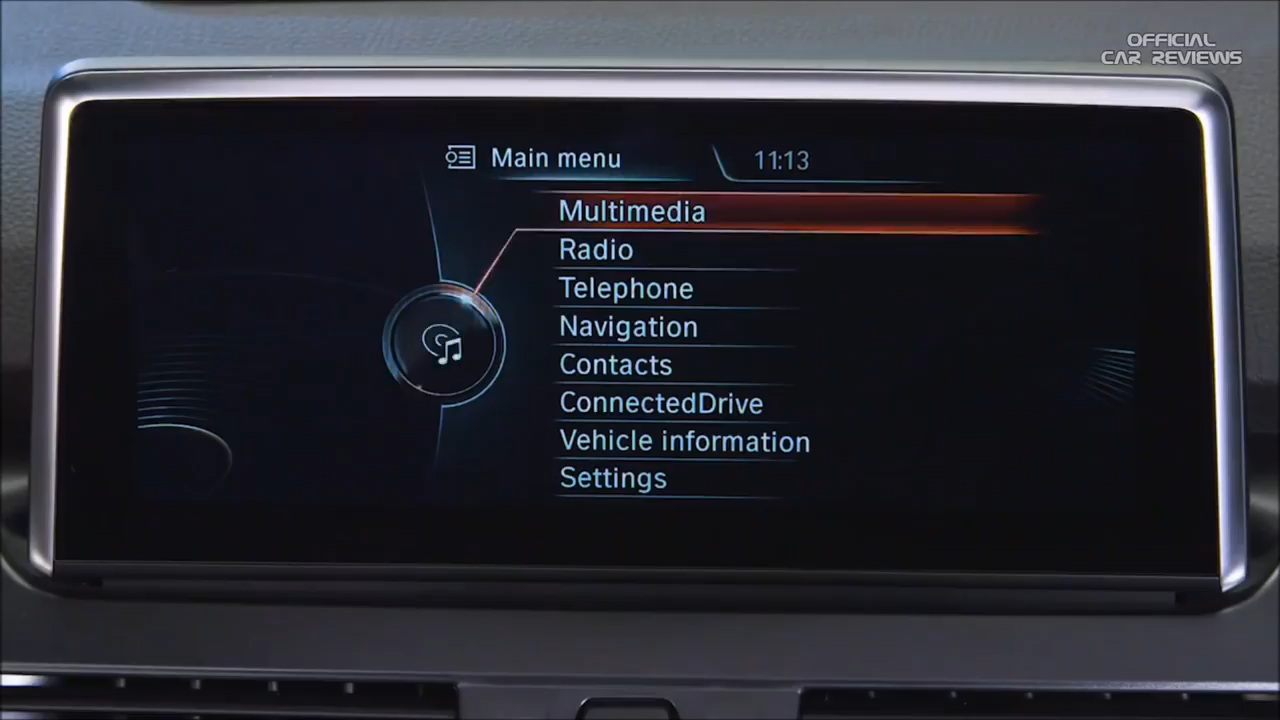 OFFICIAL
CAR REVIEWS
Main menu
11:13
Multimedia
Radio
Telephone
Navigation
Contacts
ConnectedDrive
Vehicle information
Settings